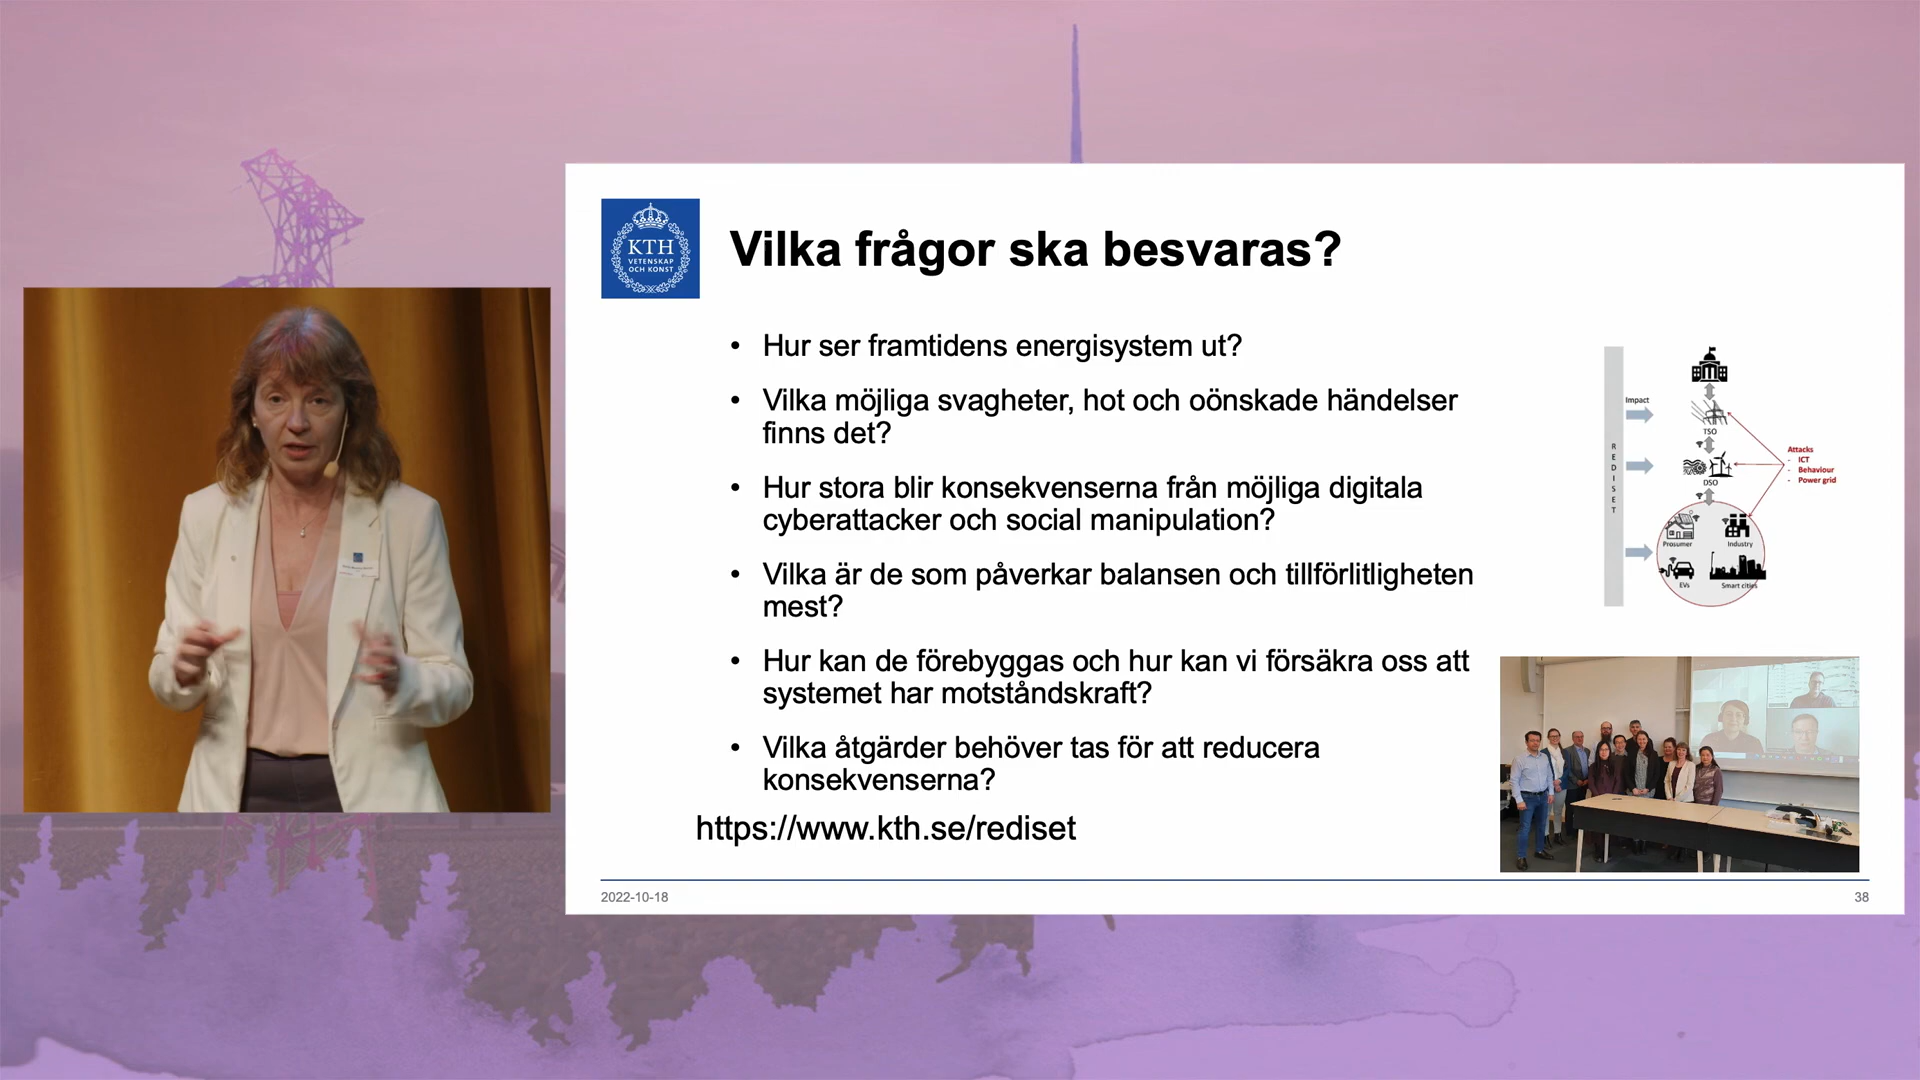 KTH
VETENSKAP
OCH KONST
Vilka frågor ska besvaras?
• Hur ser framtidens energisystem ut?
• Vilka möjliga svagheter, hot och oönskade händelser
finns det?
• Hur stora blir konsekvenserna från möjliga digitala
cyberattacker och social manipulation?
• Vilka är de som påverkar balansen och tillförlitligheten
mest?
• Hur kan de förebyggas och hur kan vi försäkra oss att
systemet har motståndskraft?
• Vilka åtgärder behöver tas för att reducera
konsekvenserna?
https://www.kth.se/rediset
REDISET
Impact
TSO
DSO
Attacks
- ICT
- Behaviour
- Power grid
Prosumer
Industry
EVs
Smart cities
2022-10-18
38